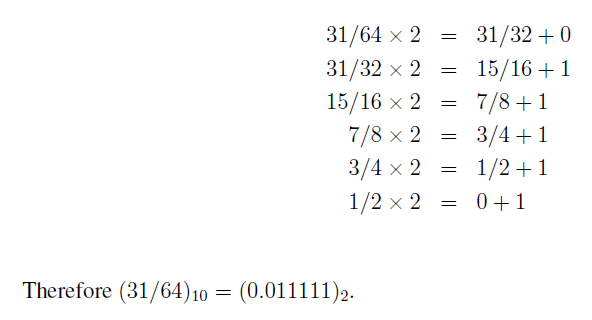 31/64 × 2 = 31/32 + 0
31/32 × 2 = 15/16 + 1
15/16 × 2 = 7/8 + 1
7/8 × 2 = 3/4 + 1
3/4 × 2 = 1/2 + 1
1/2 × 2 = 0 + 1
Therefore (31/64)₁₀ = (0.011111)₂.